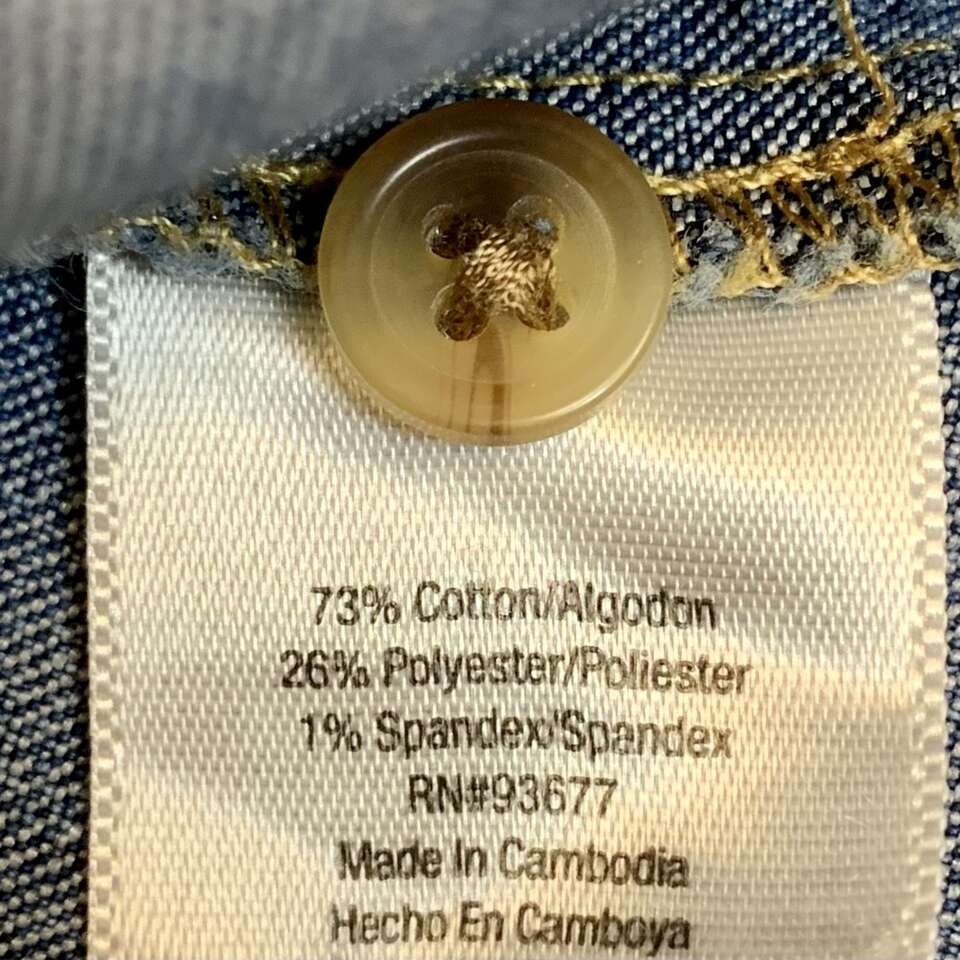 73% Cotton/Algodon
26% Polyester/Poliester
1% Spandex/Spandex
RN#93677
Made In Cambodia
Hecho En Camboya